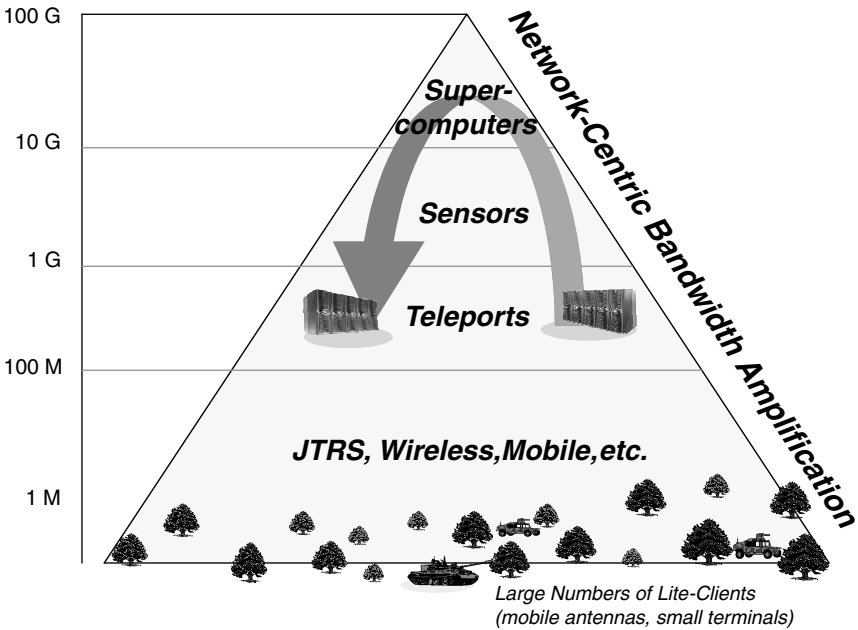 100 G
10 G
1 G
100 M
1 M
Super-
computers
Sensors
Teleports
JTRS, Wireless,Mobile,etc.
Network-Centric Bandwidth Amplification
Large Numbers of Lite-Clients
(mobile antennas, small terminals)